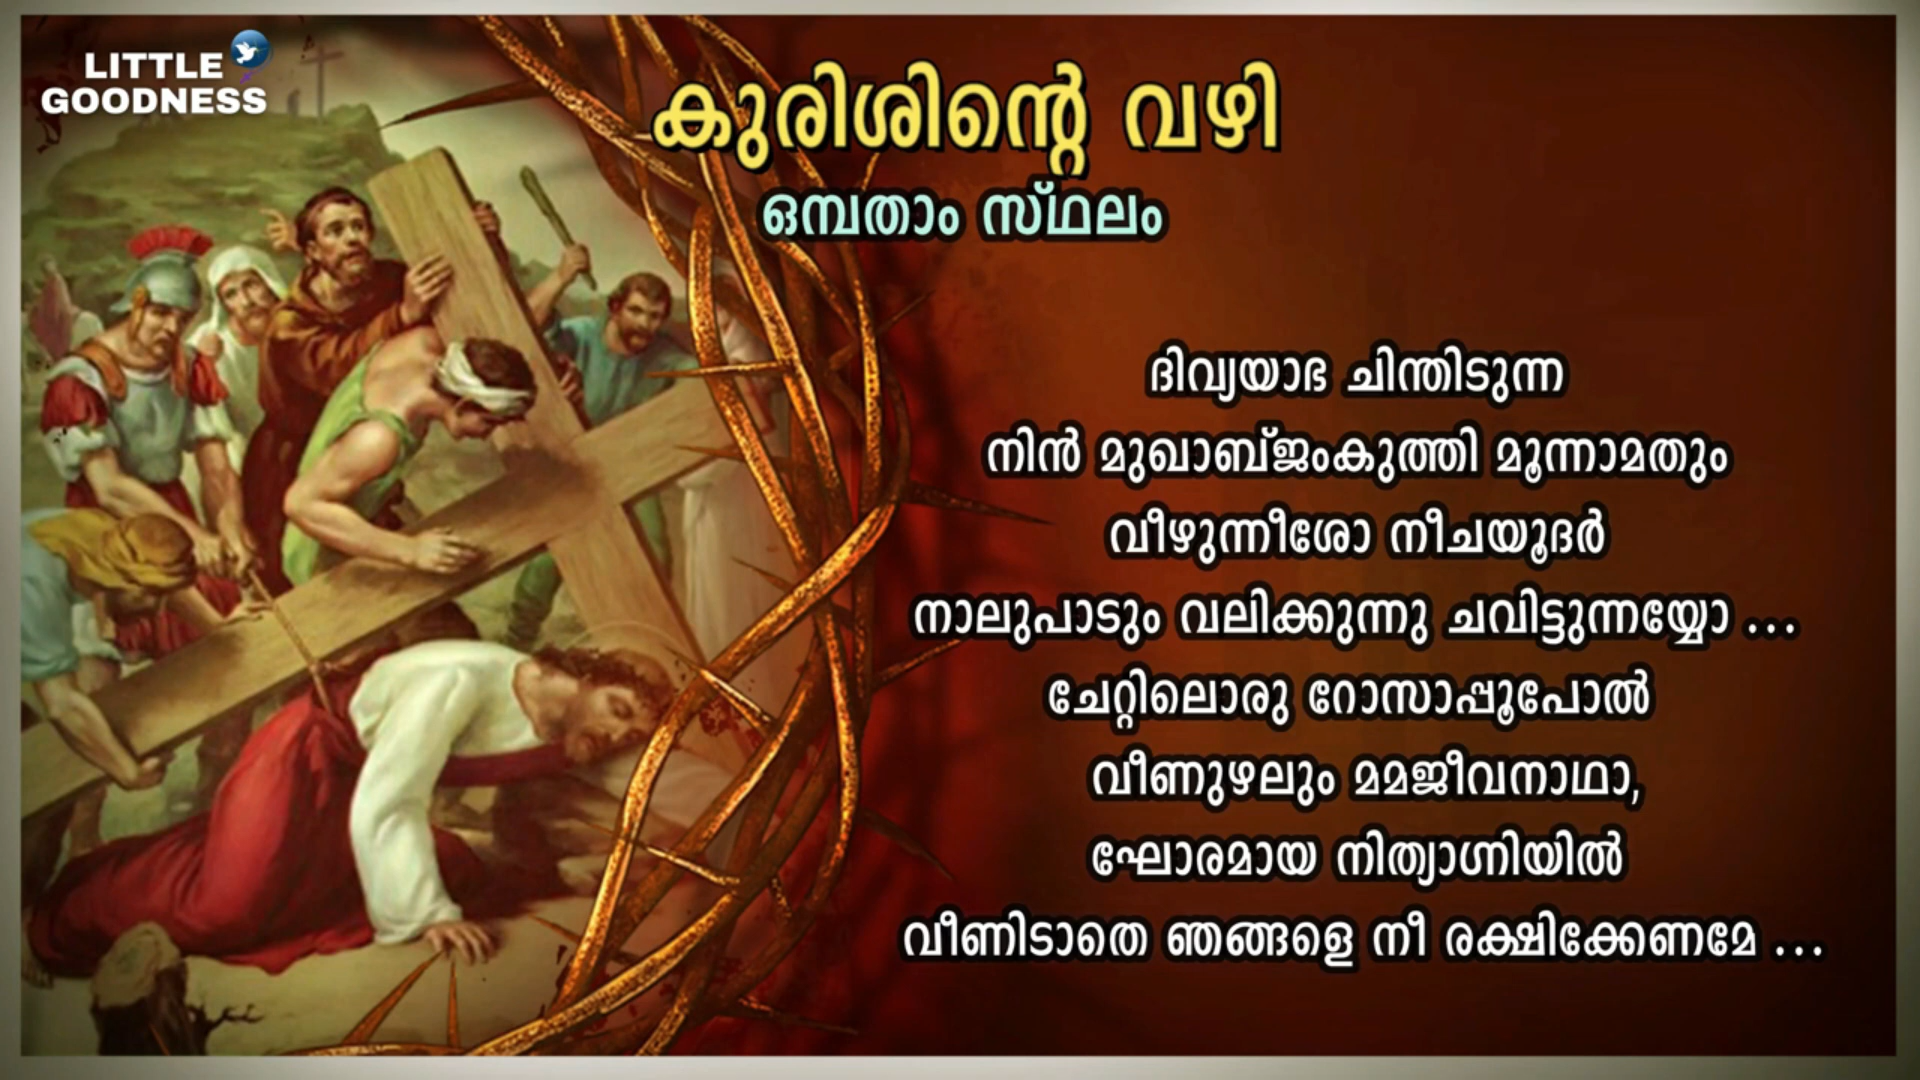 LITTLE
GOODNESS
കുരിശിന്റെ വഴി
ഒമ്പതാം സ്ഥലം
ദിവ്യയാഭ ചിന്തിടുന്ന
നിൻ മുഖാബ്ജംകുത്തി മൂന്നാമതും
വീഴുന്നീശോ നീചയൂദർ
നാലുപാടും വലിക്കുന്നു ചവിട്ടുന്നയ്യോ ...
ചേറ്റിലൊരു റോസാപ്പൂപോൽ
വീണുഴലും മമജീവനാഥാ,
ഘോരമായ നിത്യാഗ്നിയിൽ
വീണിടാതെ ഞങ്ങളെ നീ രക്ഷിക്കേണമേ ...